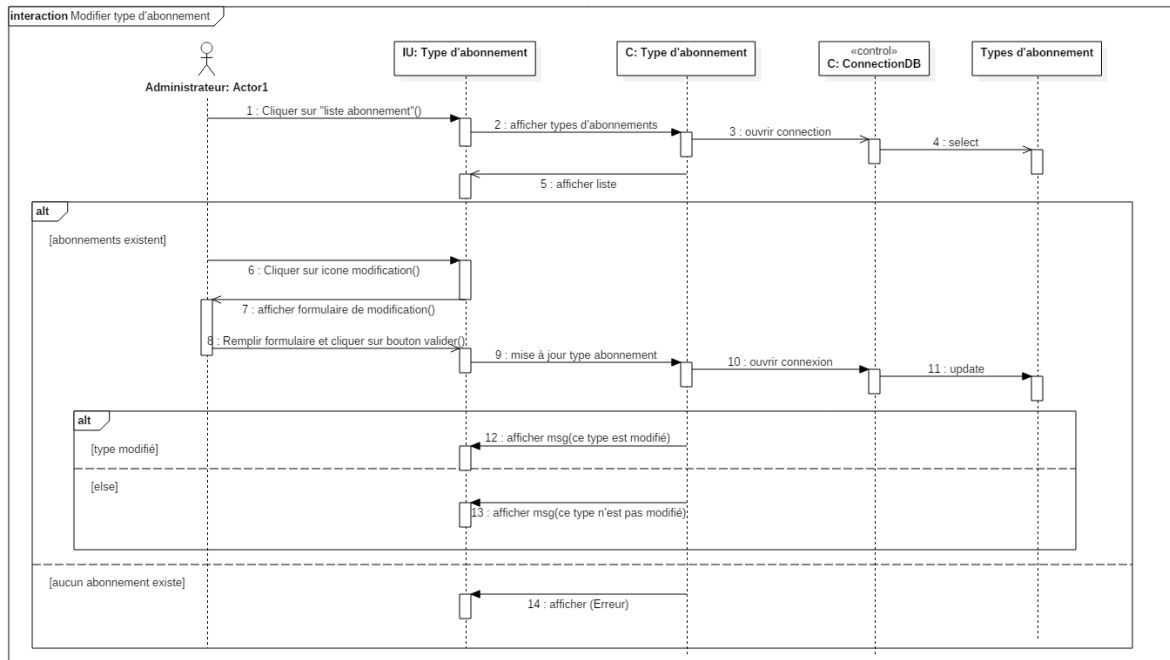 interaction Modifier type d'abonnement
Administrateur: Actor1
IU: Type d'abonnement
C: Type d'abonnement
«control»
C: ConnectionDB
Types d'abonnement
1 : Cliquer sur "liste abonnement"()
2 : afficher types d'abonnements
3 : ouvrir connection
4 : select
5 : afficher liste
alt
[abonnements existent]
6 : Cliquer sur icone modification()
7 : afficher formulaire de modification()
8 : Remplir formulaire et cliquer sur bouton valider()
9 : mise à jour type abonnement
10 : ouvrir connexion
11 : update
alt
[type modifié]
12 : afficher msg(ce type est modifié)
[else]
13 : afficher msg(ce type n'est pas modifié)
[aucun abonnement existe]
14 : afficher (Erreur)